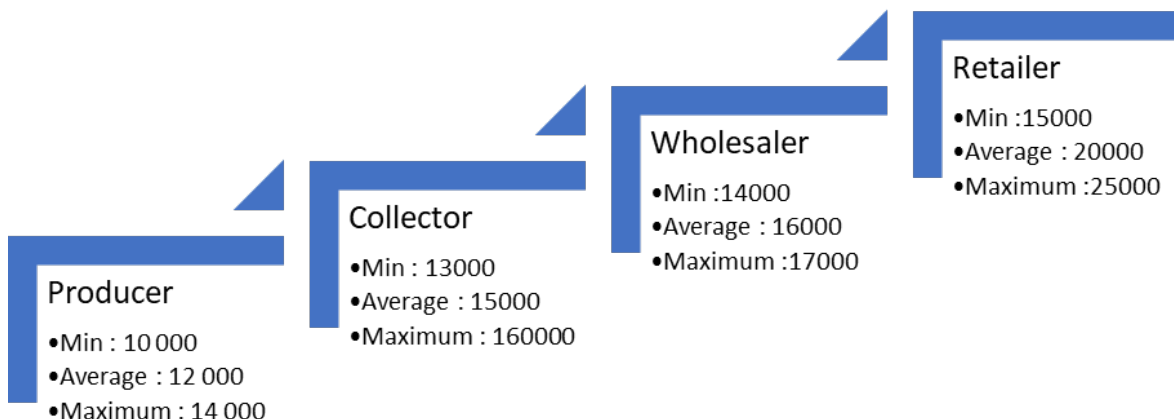 Producer
•Min : 10 000
•Average : 12 000
•Maximum : 14 000
Collector
•Min : 13000
•Average : 15000
•Maximum : 160000
Wholesaler
•Min :14000
•Average : 16000
•Maximum :17000
Retailer
•Min :15000
•Average : 20000
•Maximum :25000